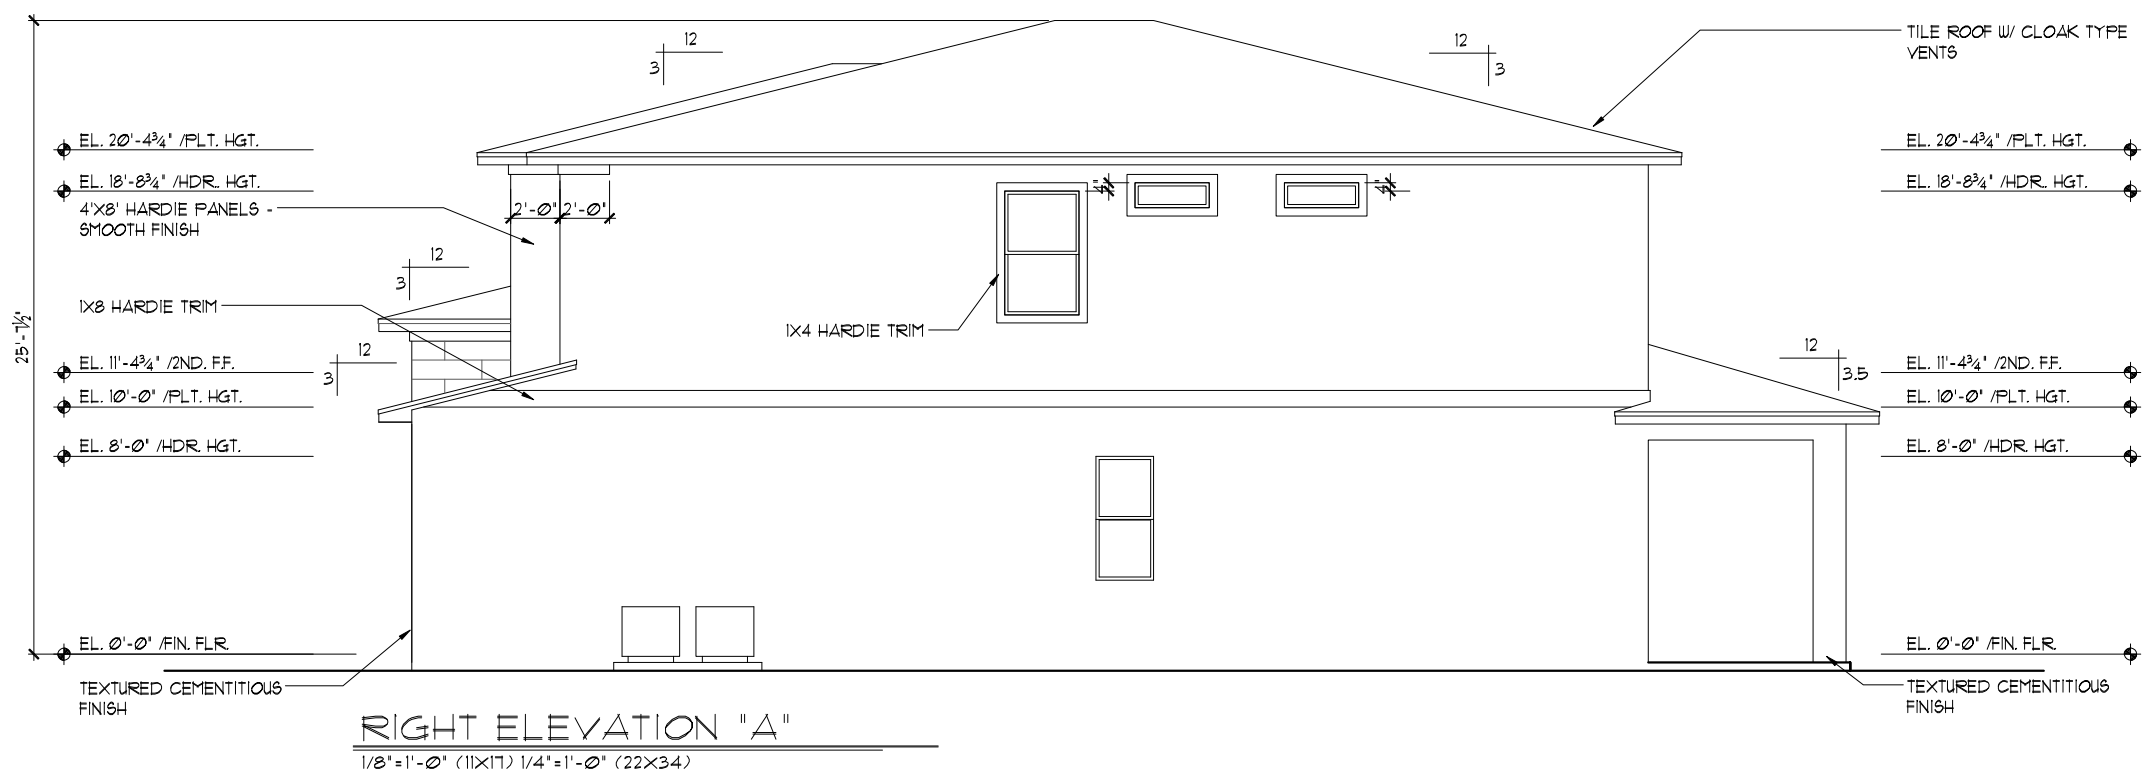 12
3
12
3
TILE ROOF W/ CLOAK TYPE
VENTS
EL. 20'-4¾" /PLT. HGT.
EL. 18'-8¾" /HDR. HGT.
4'X8' HARDIE PANELS -
SMOOTH FINISH
2'-0"
2'-0"
4"
4"
EL. 20'-4¾" /PLT. HGT.
EL. 18'-8¾" /HDR. HGT.
12
3
1X8 HARDIE TRIM
1X4 HARDIE TRIM
25'-7½"
12
3
EL. 11'-4¾" /2ND. F.F.
EL. 10'-0" /PLT. HGT.
EL. 8'-0" /HDR. HGT.
12
3.5
EL. 11'-4¾" /2ND. F.F.
EL. 10'-0" /PLT. HGT.
EL. 8'-0" /HDR. HGT.
EL. 0'-0" /FIN. FLR.
EL. 0'-0" /FIN. FLR.
TEXTURED CEMENTITIOUS
FINISH
TEXTURED CEMENTITIOUS
FINISH
RIGHT ELEVATION "A"
1/8"=1'-0" (11X17) 1/4"=1'-0" (22X34)